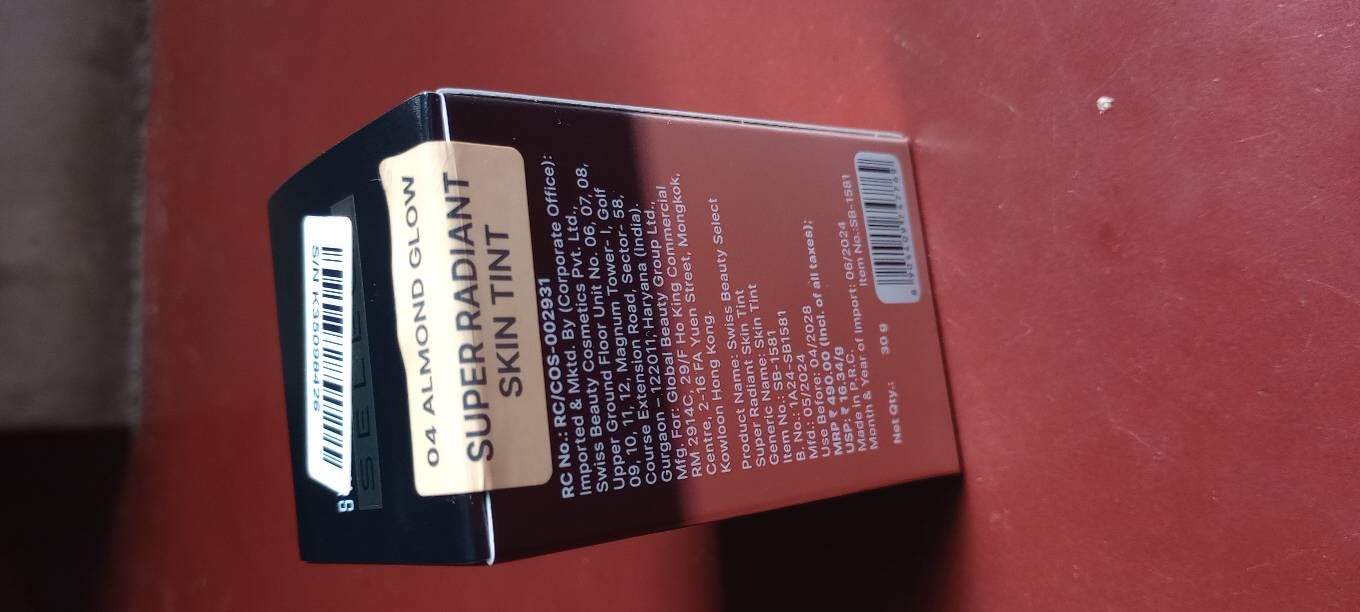 S/N K35098426
SELE
04 ALMOND GLOW
SUPER RADIANT
SKIN TINT
RC No.: RC/COS-002931
Imported & Mktd. By (Corporate Office):
Swiss Beauty Cosmetics Pvt. Ltd.,
Upper Ground Floor Unit No. 06, 07, 08,
09, 10, 11, 12, Magnum Tower- I, Golf
Course Extension Road, Sector- 58,
Gurgaon – 122011, Haryana (India).
Mfg. For: Global Beauty Group Ltd.,
RM 2914C, 29/F Ho King Commercial
Centre, 2-16 FA Yuen Street, Mongkok,
Kowloon Hong Kong.
Product Name: Swiss Beauty Select
Super Radiant Skin Tint
Generic Name: Skin Tint
Item No.: SB-1581
B. No.: 1A24-SB1581
Mfd.: 05/2024
Use Before: 04/2028
MRP ₹ 490.00 (Incl. of all taxes);
USP: ₹ 16.34/g
Made in P.R.C.
Month & Year of Import: 06/2024
Item No.:SB-1581
Net Qty.: 30 g